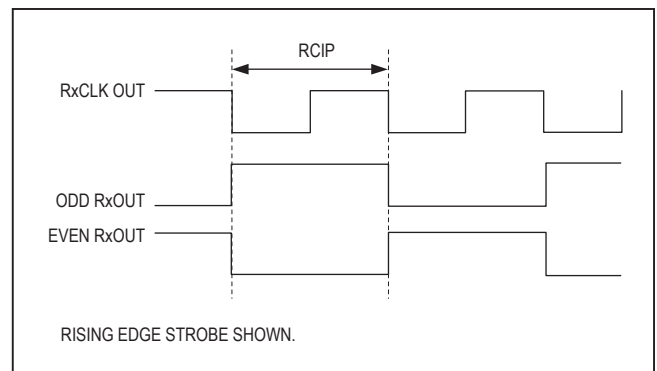 RCIP
RxCLK OUT
ODD RxOUT
EVEN RxOUT
RISING EDGE STROBE SHOWN.